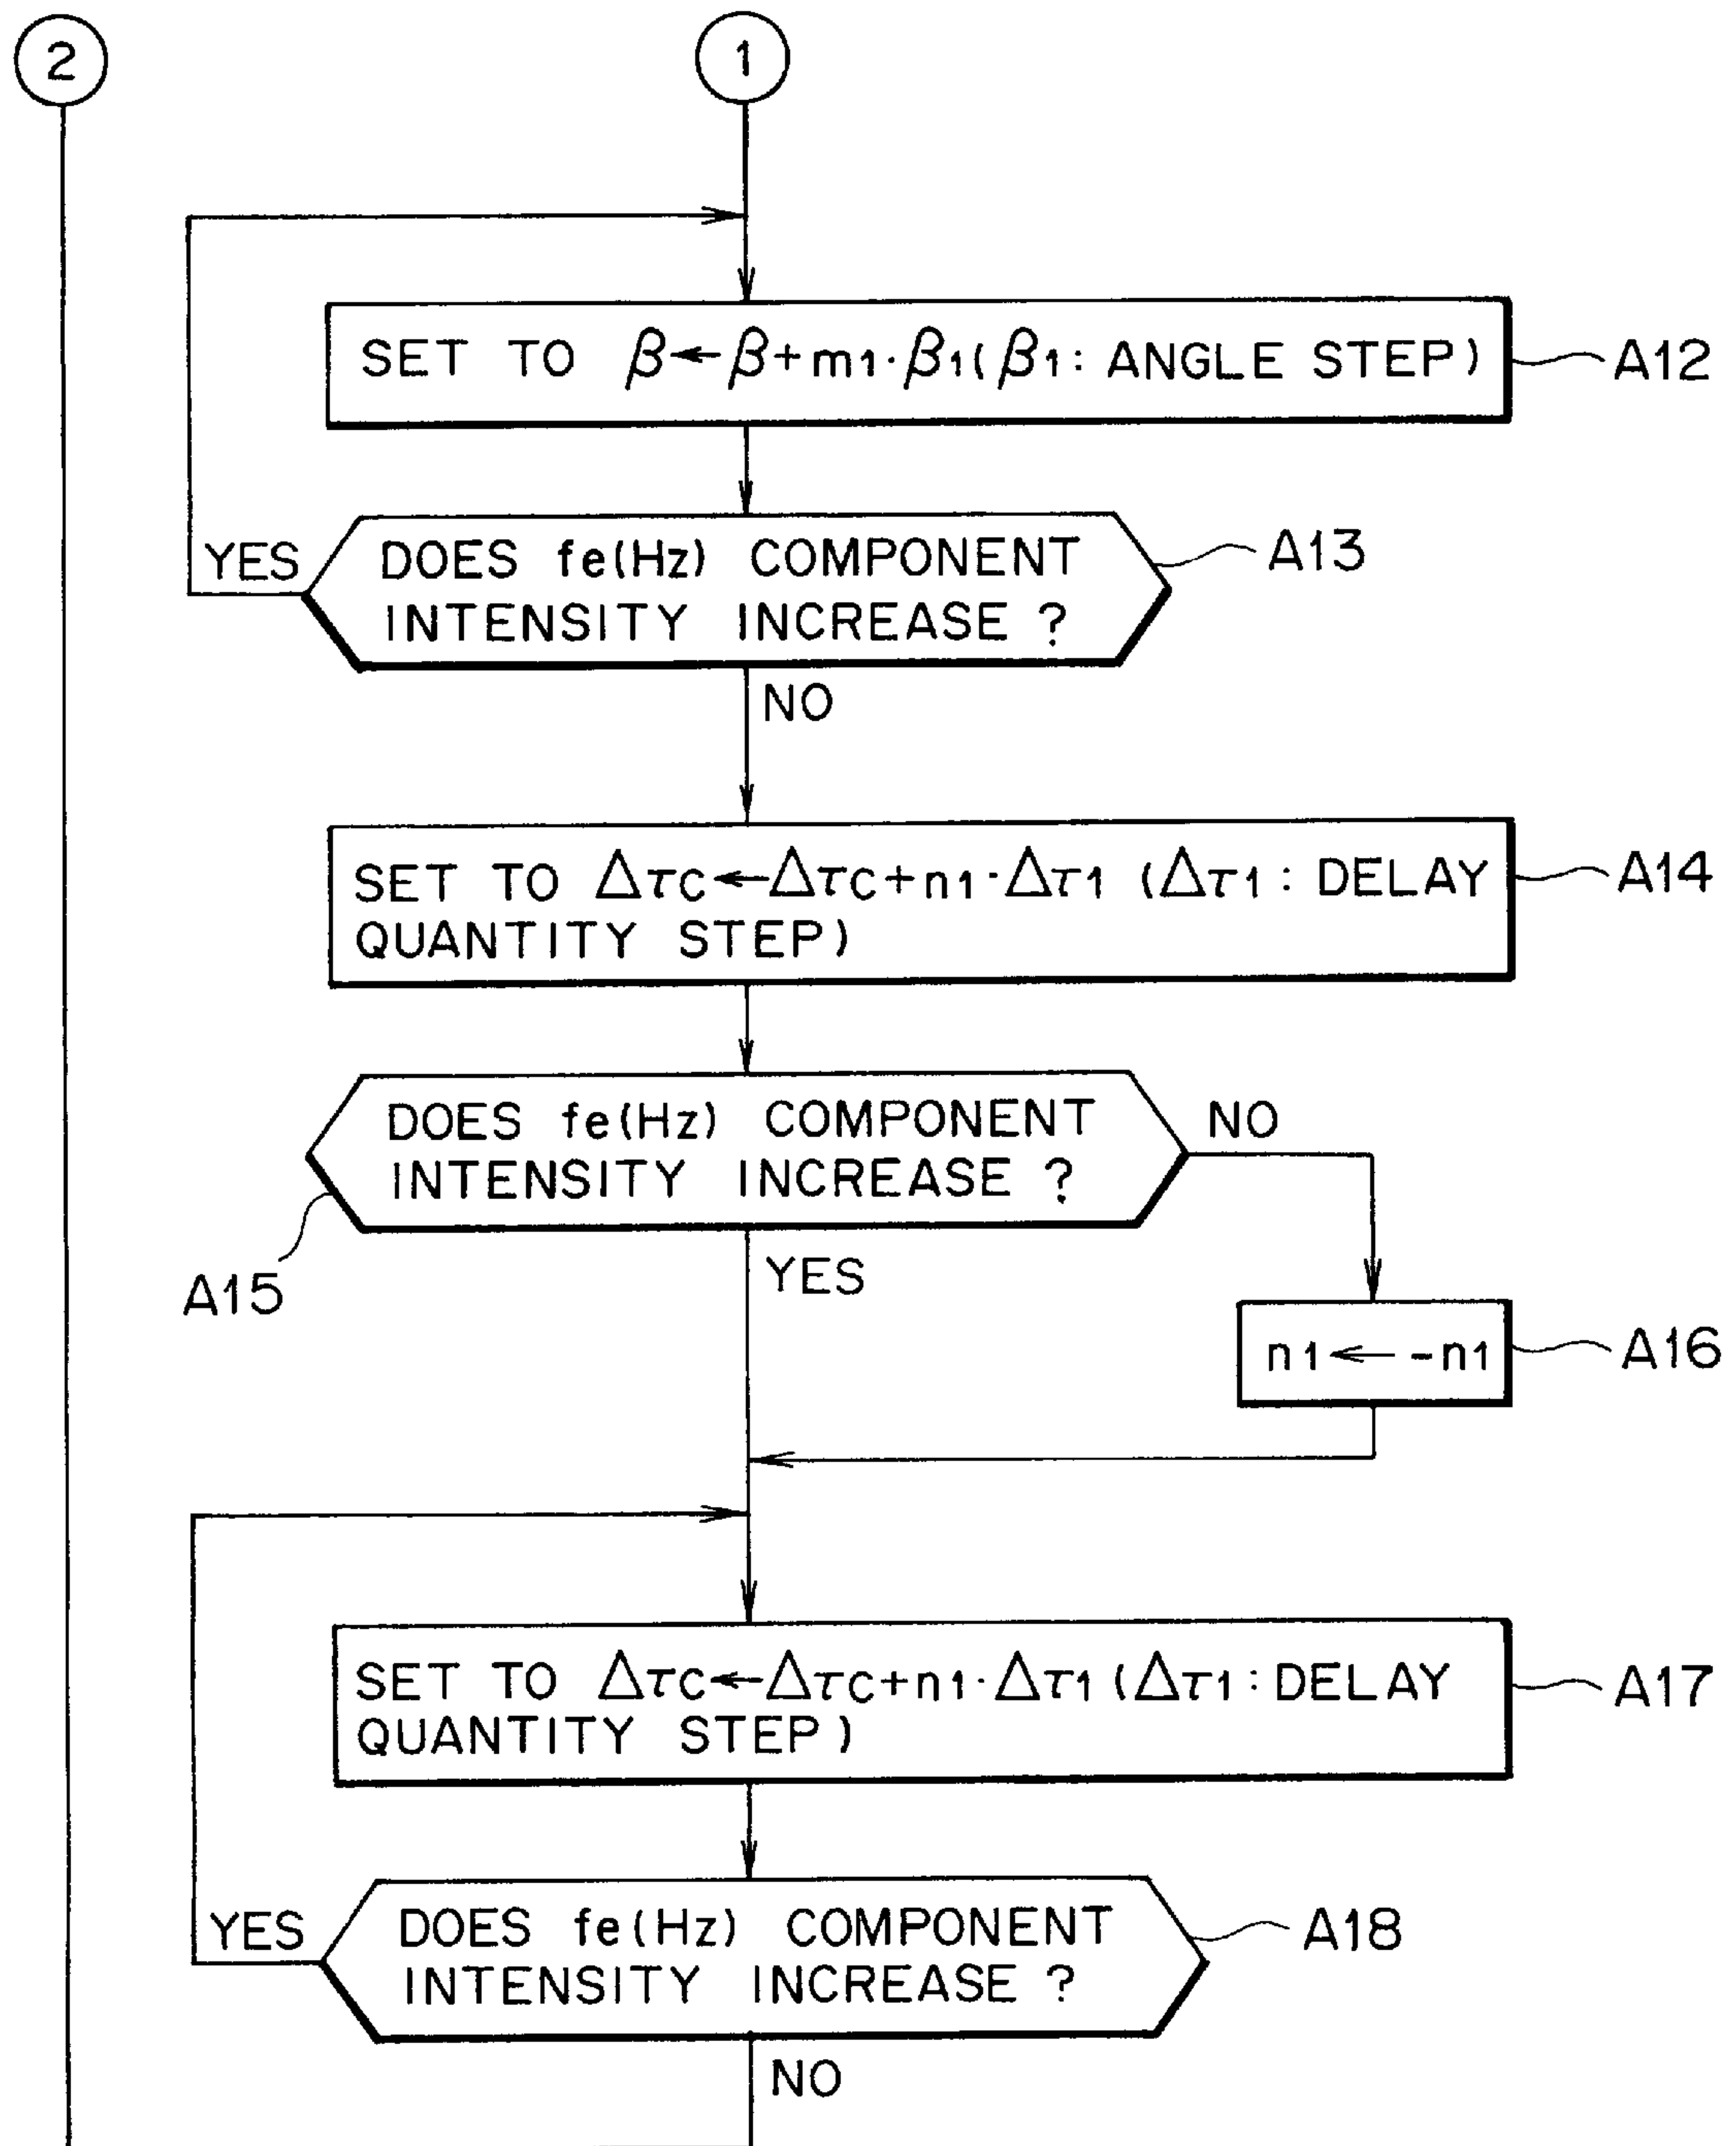 2
1
SET TO β←β+m1·β1(β1: ANGLE STEP)
A12
YES
DOES fe(Hz) COMPONENT
INTENSITY INCREASE ?
A13
NO
SET TO ΔτC←ΔτC+n1·Δτ1 (Δτ1: DELAY
QUANTITY STEP)
A14
DOES fe(Hz) COMPONENT
INTENSITY INCREASE ?
NO
A15
YES
n1← -n1
A16
SET TO ΔτC←ΔτC+n1·Δτ1 (Δτ1: DELAY
QUANTITY STEP)
A17
YES
DOES fe(Hz) COMPONENT
INTENSITY INCREASE ?
A18
NO